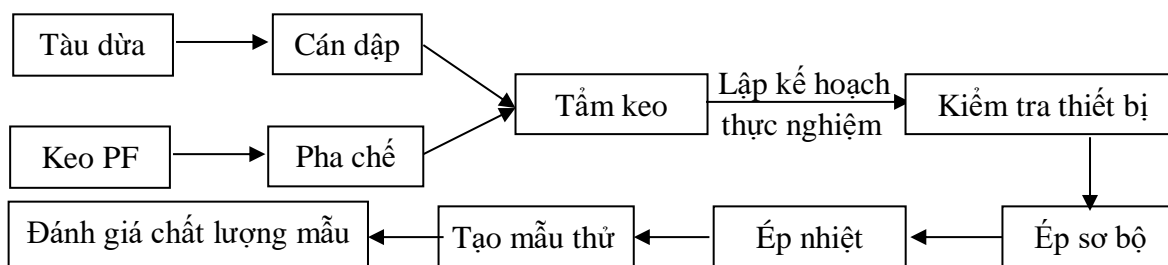 Tàu dừa
Cán dập
Tẩm keo
Lập kế hoạch
thực nghiệm
Kiểm tra thiết bị
Keo PF
Pha chế
Đánh giá chất lượng mẫu
Tạo mẫu thử
Ép nhiệt
Ép sơ bộ